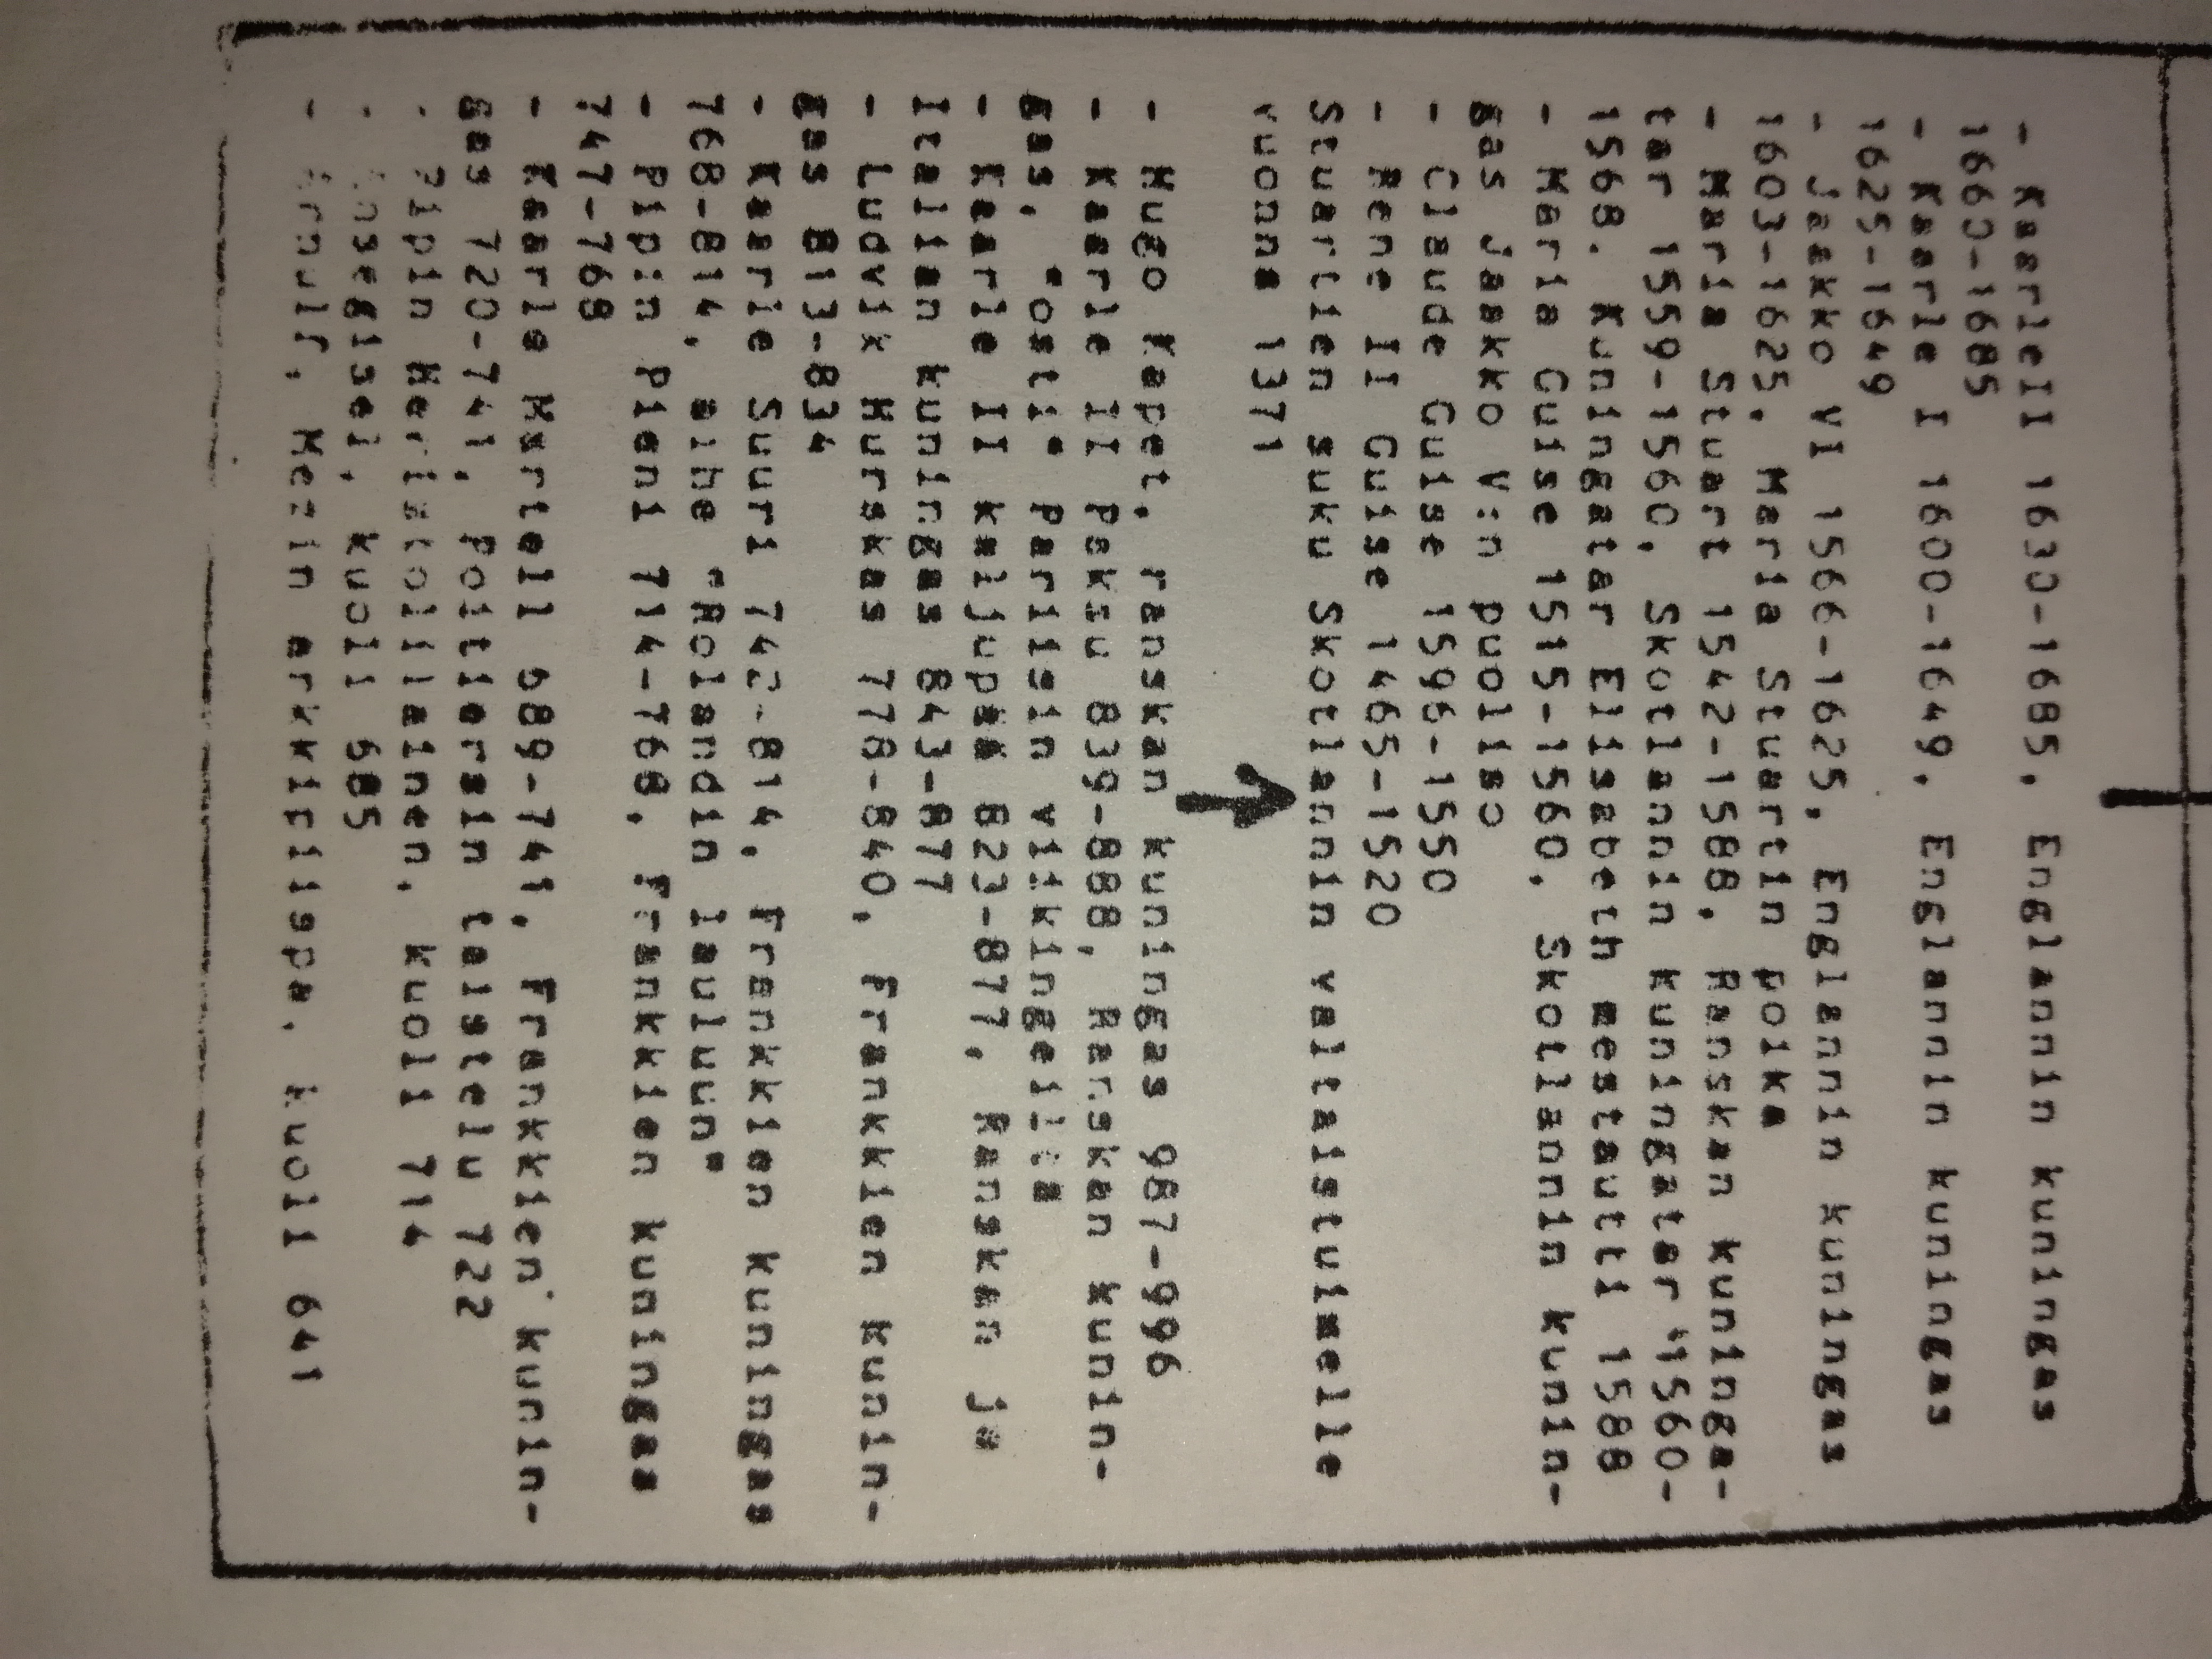 - KaarleII 1630-1685, Englannin kuningas
1660-1685
- Kaarle I 1600-1649, Englannin kuningas
1625-1649
- Jaakko VI 1566-1625, Englannin kuningas
1603-1625, Maria Stuartin poika
- Maria Stuart 1542-1588, Ranskan kuninga-
tar 1559-1560, Skotlannin kuningatar 1560-
1568. Kuningatar Elisabeth mestautti 1588
- Maria Guise 1515-1560, Skotlannin kunin-
gas Jaakko V:n puoliso
- Claude Guise 1596-1550
- Rene II Guise 1465-1520
Stuartien suku Skotlannin valtaistuimelle
vuonna 1371
- Hugo Kapet, ranskan kuningas 987-996
- Kaarle II Paksu 839-888, Ranskan kunin-
gas, "osti" Pariisin viikingeiltä
- Kaarle II kaljupää 823-877, Ranskan ja
Italian kuningas 843-877
- Ludvik Hurskas 778-840, Frankkien kunin-
gas 813-834
- Kaarle Suuri 742-814, Frankkien kuningas
768-814, aihe "Rolandin lauluun"
- Pipin Pieni 714-768, Frankkien kuningas
747-768
- Kaarle Martell 689-741, Frankkien kunin-
gas 720-741, Poitiersin taistelu 722
- Pipin Heristollilainen, kuoli 714
- Ansegisel, kuoli 685
- Arnulf, Mezin arkkipiispa, kuoli 641